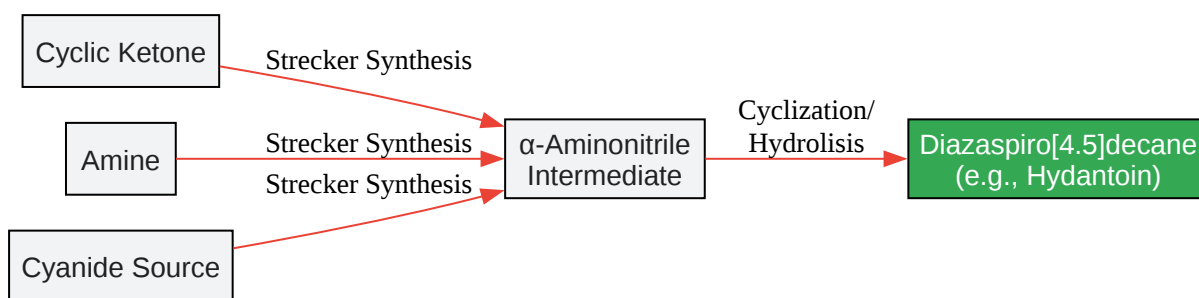 Cyclic Ketone
Strecker Synthesis
Amine
Strecker Synthesis
Strecker Synthesis
Cyanide Source
α-Aminonitrile
Intermediate
Cyclization/
Hydrolisis
Diazaspiro[4.5]decane
(e.g., Hydantoin)